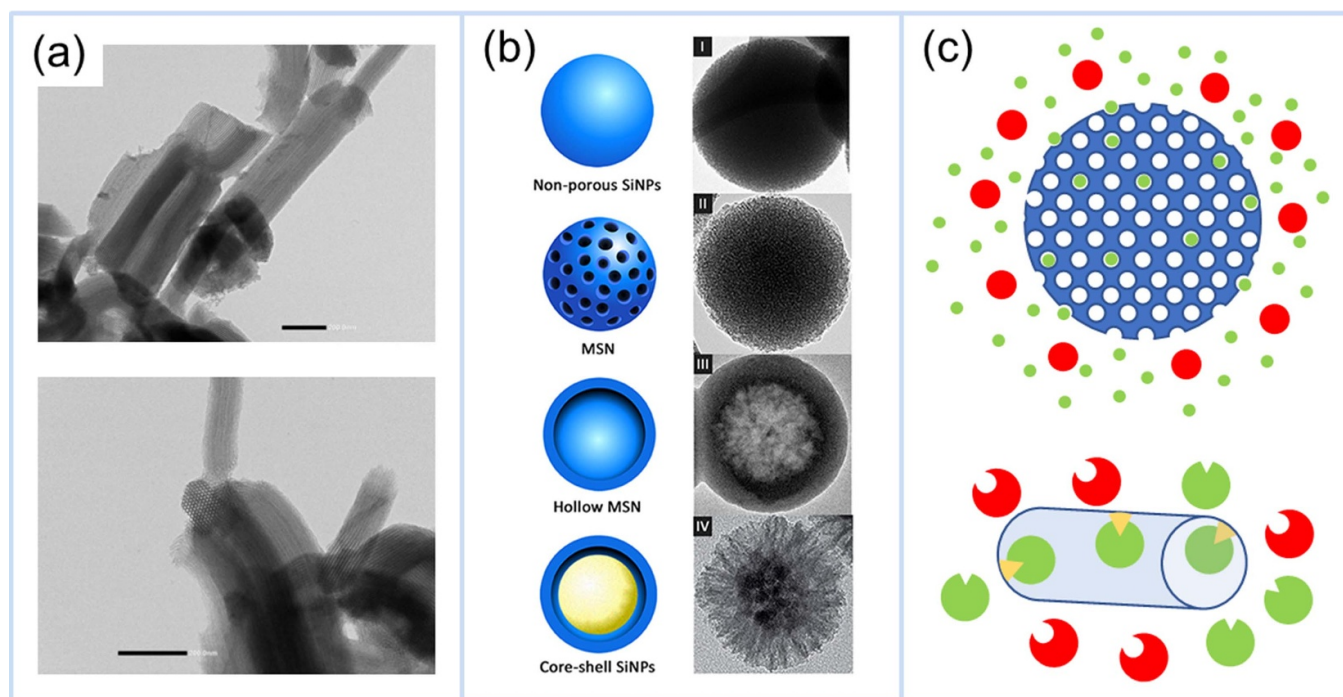 (a)
(b)
Non-porous SiNPs
I
MSN
II
Hollow MSN
III
Core-shell SiNPs
IV
(c)